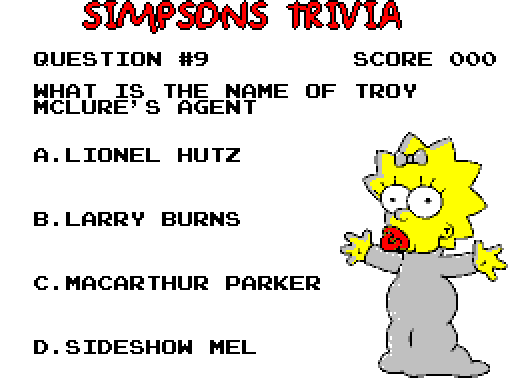 SIMPSONS TRIVIA
QUESTION #9 SCORE 000
WHAT IS THE NAME OF TROY
MCLURE'S AGENT
A.LIONEL HUTZ
B.LARRY BURNS
C.MACARTHUR PARKER
D.SIDESHOW MEL